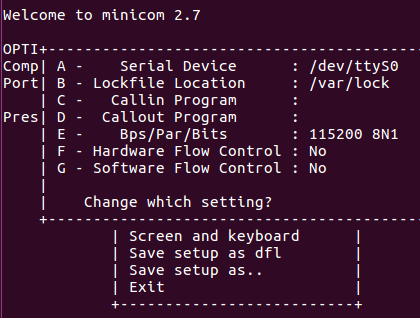 Welcome to minicom 2.7
OPTI+-----------------------------------------
Comp| A -    Serial Device      : /dev/ttyS0
Port| B - Lockfile Location     : /var/lock
    | C -   Callin Program      :
Pres| D -  Callout Program      :
    | E -    Bps/Par/Bits       : 115200 8N1
    | F - Hardware Flow Control : No
    | G - Software Flow Control : No
    |
    |    Change which setting?
    +-----------------------------------------
            | Screen and keyboard      |
            | Save setup as dfl        |
            | Save setup as..          |
            | Exit                     |
            +--------------------------+